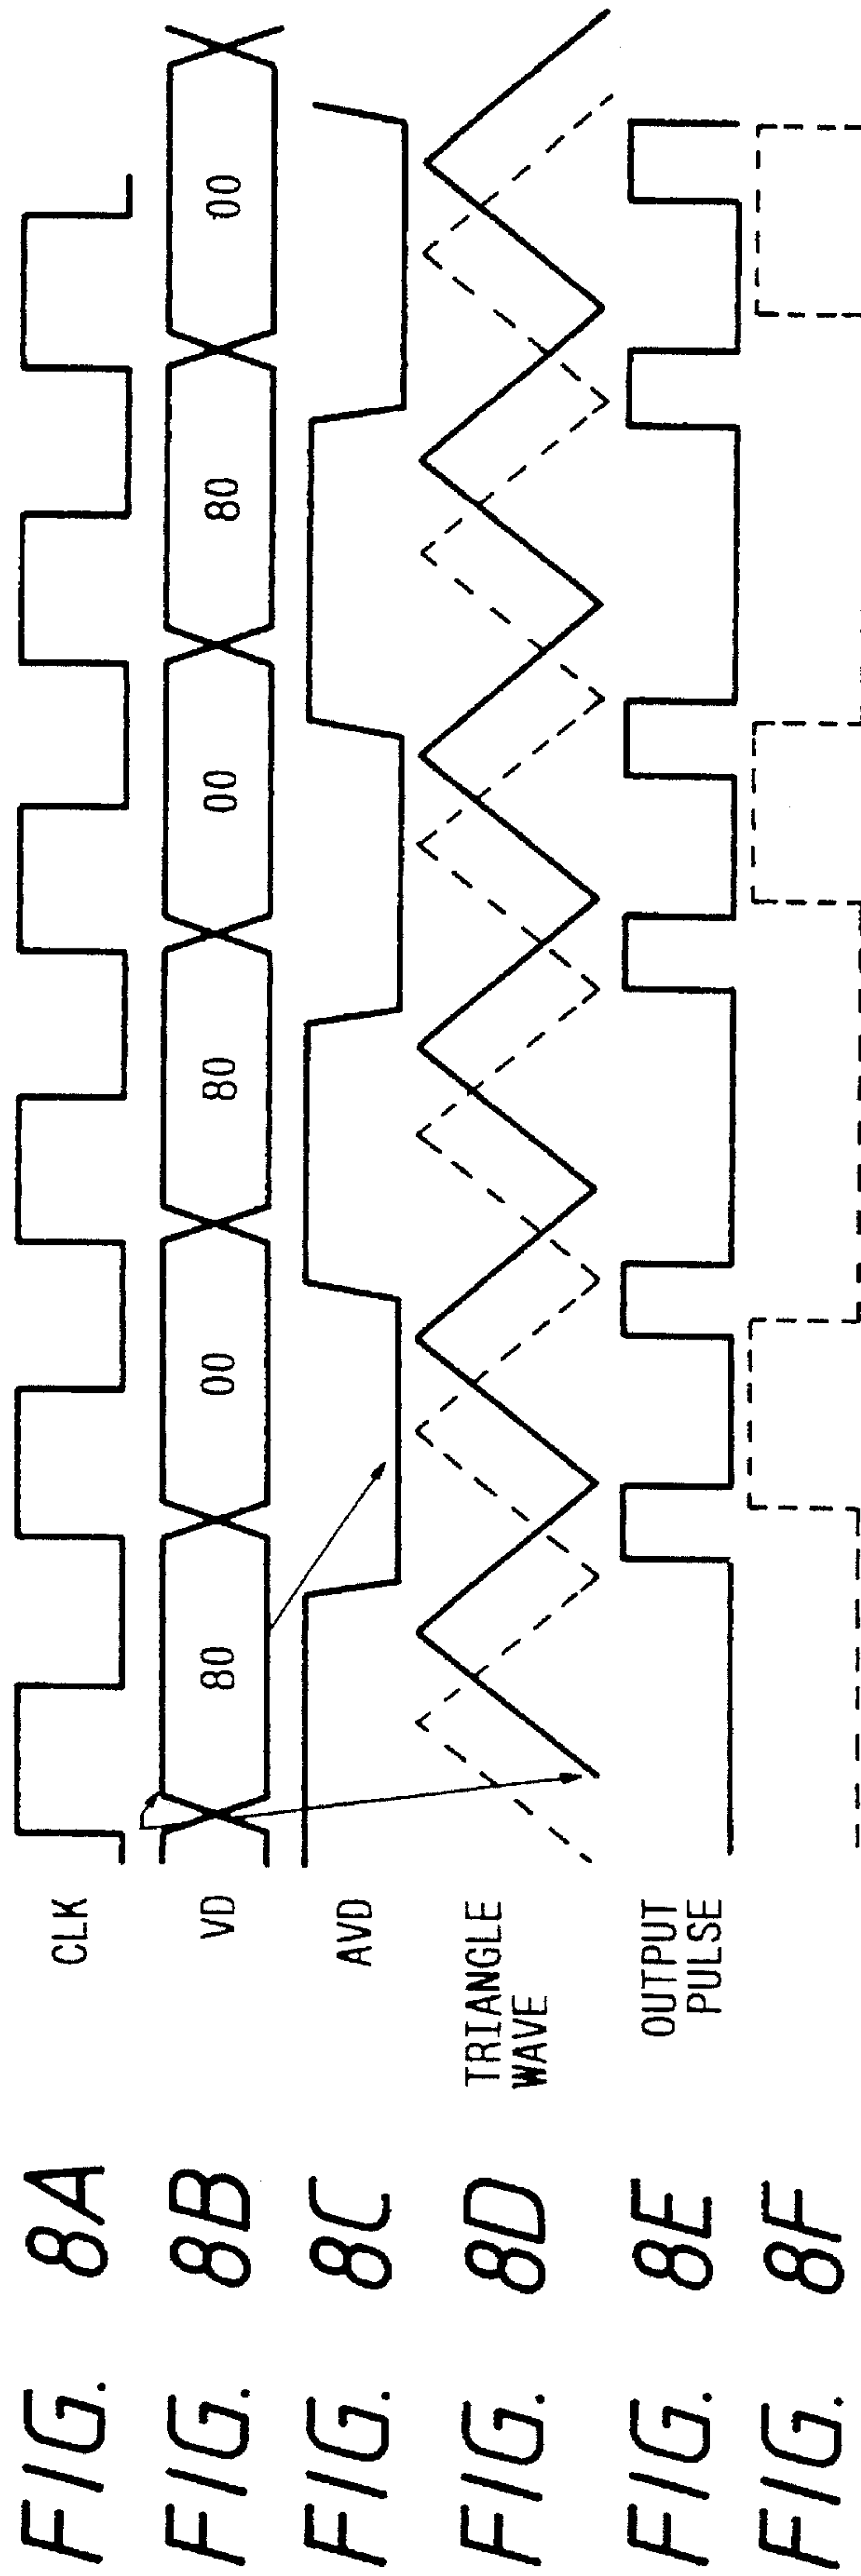 FIG. 8A CLK
FIG. 8B VD 80 00 80 00 80 00
FIG. 8C AVD
FIG. 8D TRIANGLE
WAVE
FIG. 8E OUTPUT
PULSE
FIG. 8F